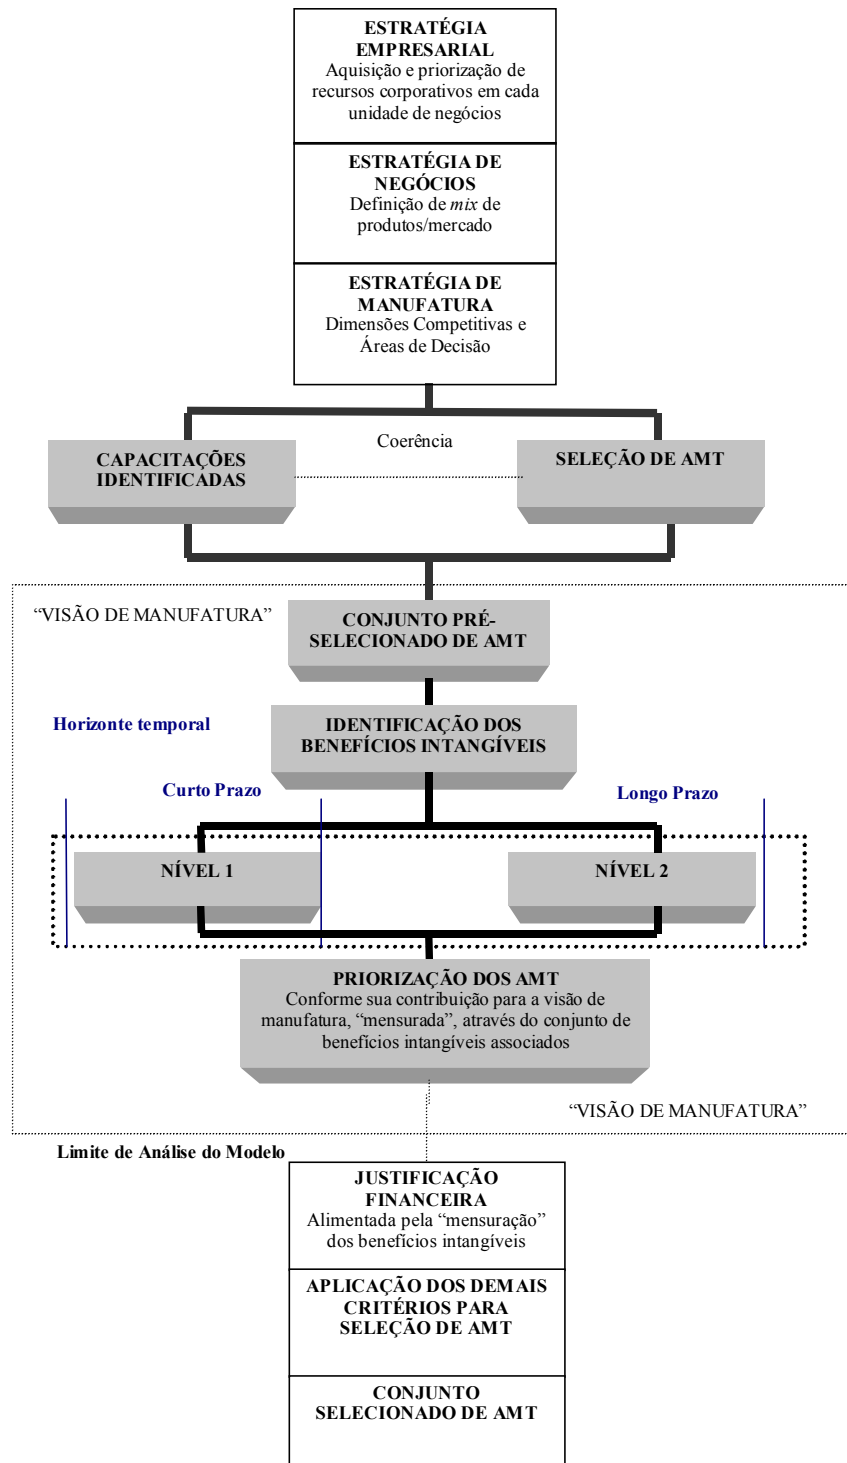 ESTRATÉGIA
EMPRESARIAL
Aquisição e priorização de
recursos corporativos em cada
unidade de negócios
ESTRATÉGIA DE
NEGÓCIOS
Definição de mix de
produtos/mercado
ESTRATÉGIA DE
MANUFATURA
Dimensões Competitivas e
Áreas de Decisão
Coerência
CAPACITAÇÕES
IDENTIFICADAS
SELEÇÃO DE AMT
“VISÃO DE MANUFATURA”
CONJUNTO PRÉ-
SELECIONADO DE AMT
Horizonte temporal
IDENTIFICAÇÃO DOS
BENEFÍCIOS INTANGÍVEIS
Curto Prazo
Longo Prazo
NÍVEL 1
NÍVEL 2
PRIORIZAÇÃO DOS AMT
Conforme sua contribuição para a visão de
manufatura, “mensurada”, através do conjunto de
benefícios intangíveis associados
“VISÃO DE MANUFATURA”
Limite de Análise do Modelo
JUSTIFICAÇÃO
FINANCEIRA
Alimentada pela “mensuração”
dos benefícios intangíveis
APLICAÇÃO DOS DEMAIS
CRITÉRIOS PARA
SELEÇÃO DE AMT
CONJUNTO
SELECIONADO DE AMT